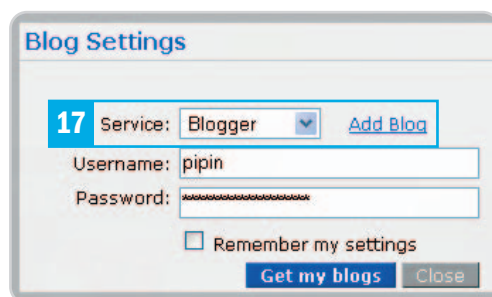 Blog Settings
17 Service: Blogger Add Blog
Username: pipin
Password: ******************
Remember my settings
Get my blogs Close